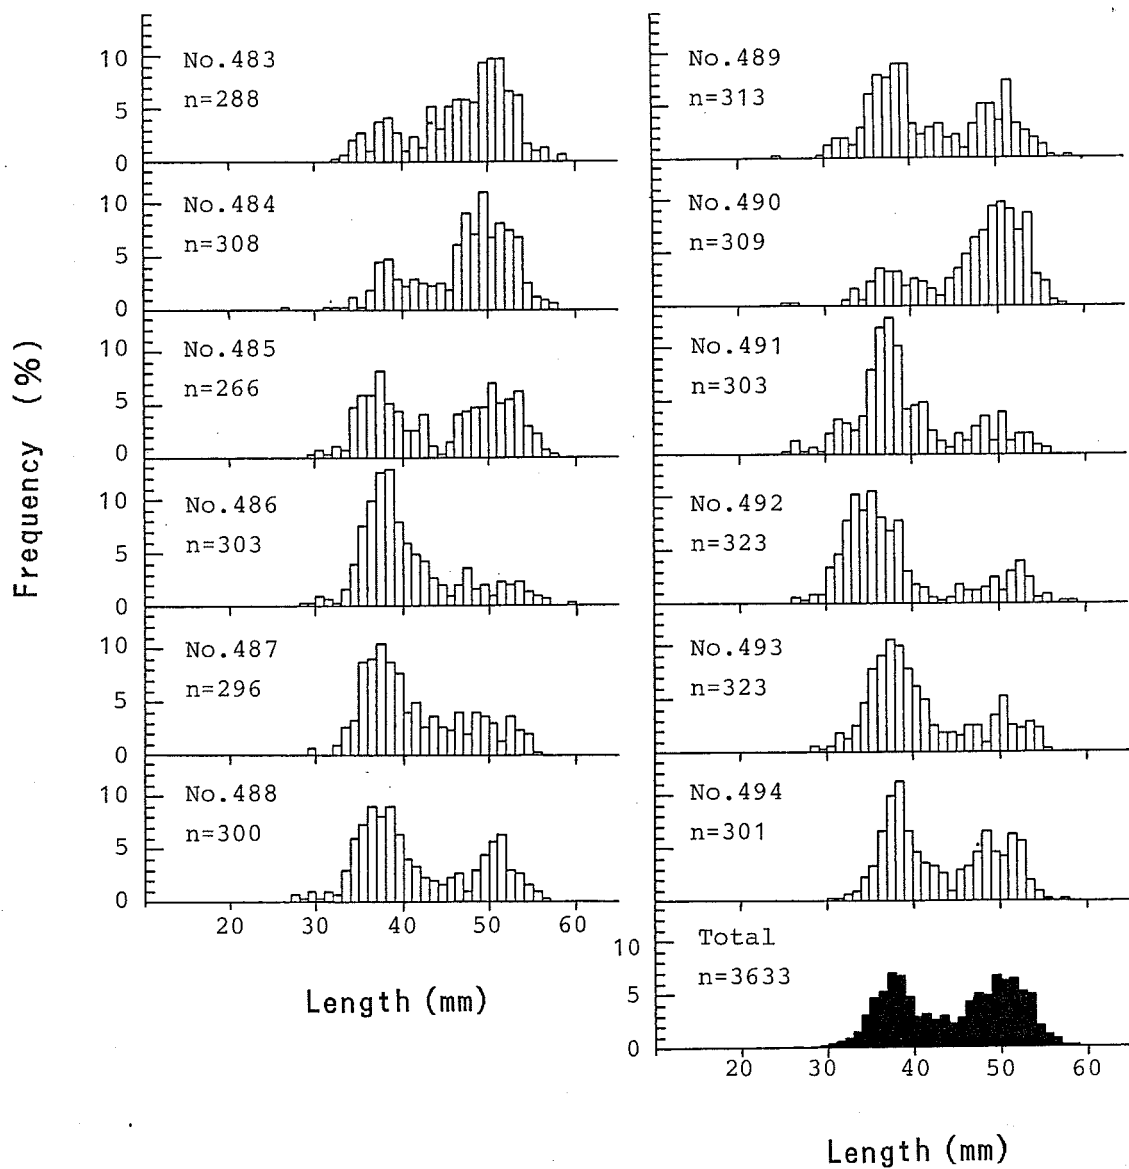 Frequency (%)
10
5
0
No.483
n=288
10
5
0
No.484
n=308
10
5
0
No.485
n=266
10
5
0
No.486
n=303
10
5
0
No.487
n=296
10
5
0
No.488
n=300
20 30 40 50 60
Length (mm)
No.489
n=313
No.490
n=309
No.491
n=303
No.492
n=323
No.493
n=323
No.494
n=301
10
5
0
Total
n=3633
20 30 40 50 60
Length (mm)